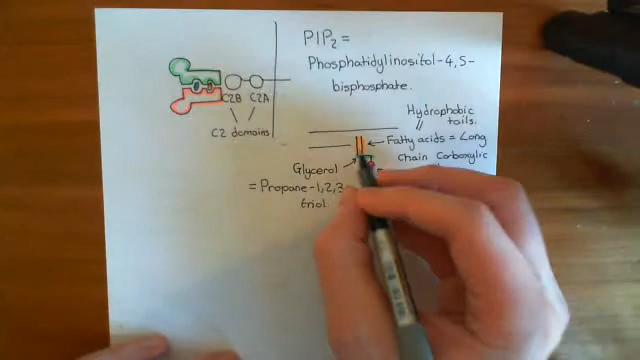 PIP₂ =
Phosphatidylinositol-4,5-
bisphosphate.
C2B C2A
C2 domains
Hydrophobic
tails.
Fatty acids = Long
Chain Carboxylic
Glycerol
= Propane-1,2,3
triol